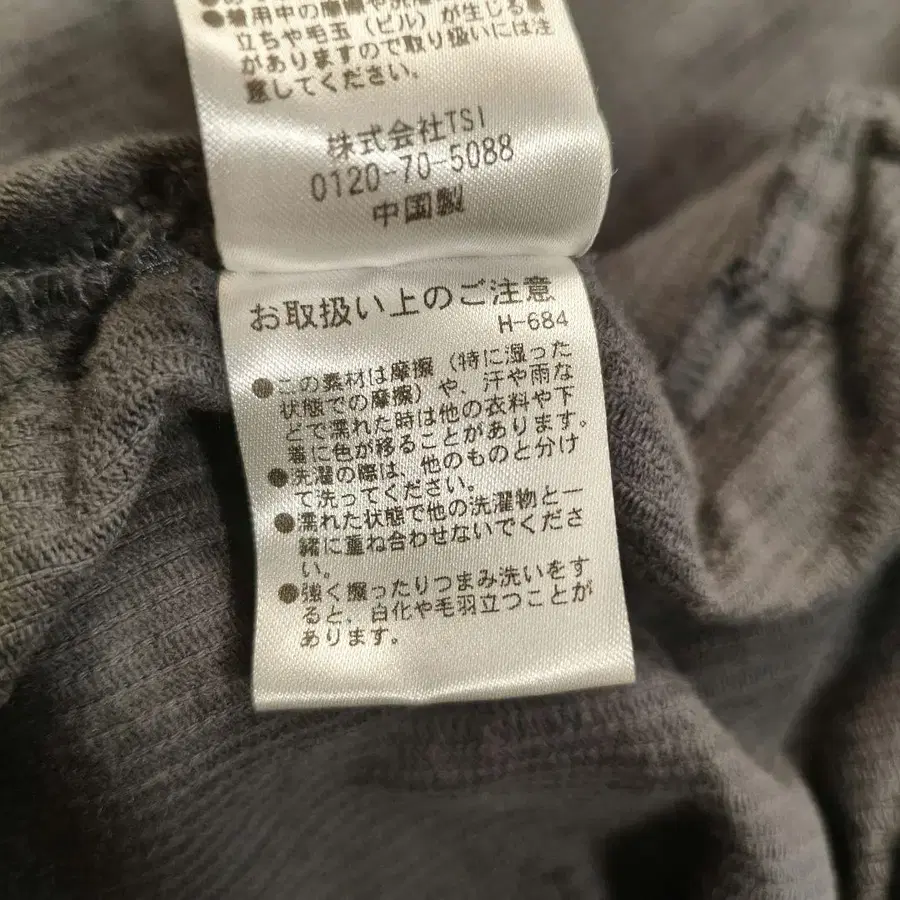 ●着用中の摩擦や洗濯
立ちや毛玉（ピル）が生じる
がありますので取り扱いには注
意してください。
株式会社TSI
0120-70-5088
中国製
お取扱い上のご注意
H-684
●この素材は摩擦（特に湿った
状態での摩擦）や、汗や雨な
どで濡れた時は他の衣料や下
着に色が移ることがあります。
●洗濯の際は、他のものと分け
て洗ってください。
●濡れた状態で他の洗濯物と一
緒に重ね合わせないでくださ
い。
●強く擦ったりつまみ洗いをす
ると、白化や毛羽立つことが
あります。